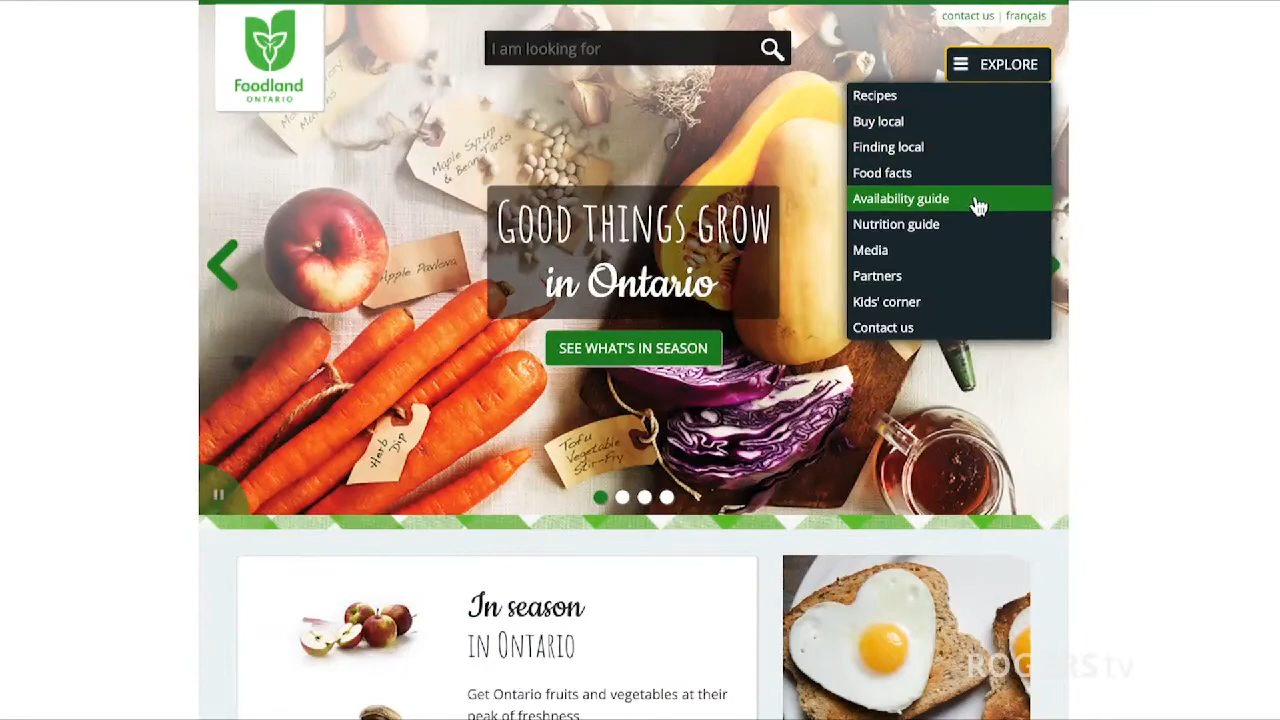 contact us | français
Foodland
ONTARIO
I am looking for
EXPLORE
Recipes
Buy local
Finding local
Food facts
Availability guide
Nutrition guide
Media
Partners
Kids' corner
Contact us
Maple Syrup
& Bean Tarts
GOOD THINGS GROW
in Ontario
Apple Pavlova
SEE WHAT'S IN SEASON
Herb
Dip
Tofu
Vegetable
Stir-Fry
In season
IN ONTARIO
Get Ontario fruits and vegetables at their
peak of freshness
ROGERS tv